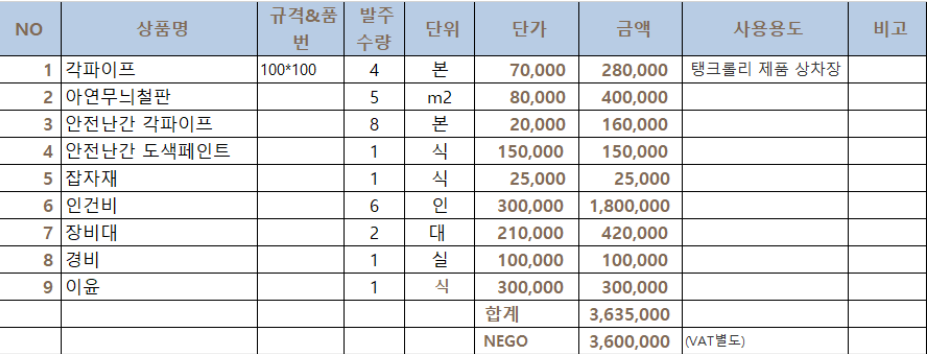 NO 상품명 규격&품번 발주수량 단위 단가 금액 사용용도 비고
1 각파이프 100*100 4 본 70,000 280,000 탱크롤리 제품 상차장
2 아연무늬철판 5 m2 80,000 400,000
3 안전난간 각파이프 8 본 20,000 160,000
4 안전난간 도색페인트 1 식 150,000 150,000
5 잡자재 1 식 25,000 25,000
6 인건비 6 인 300,000 1,800,000
7 장비대 2 대 210,000 420,000
8 경비 1 실 100,000 100,000
9 이윤 1 식 300,000 300,000
합계 3,635,000
NEGO 3,600,000 (VAT별도)